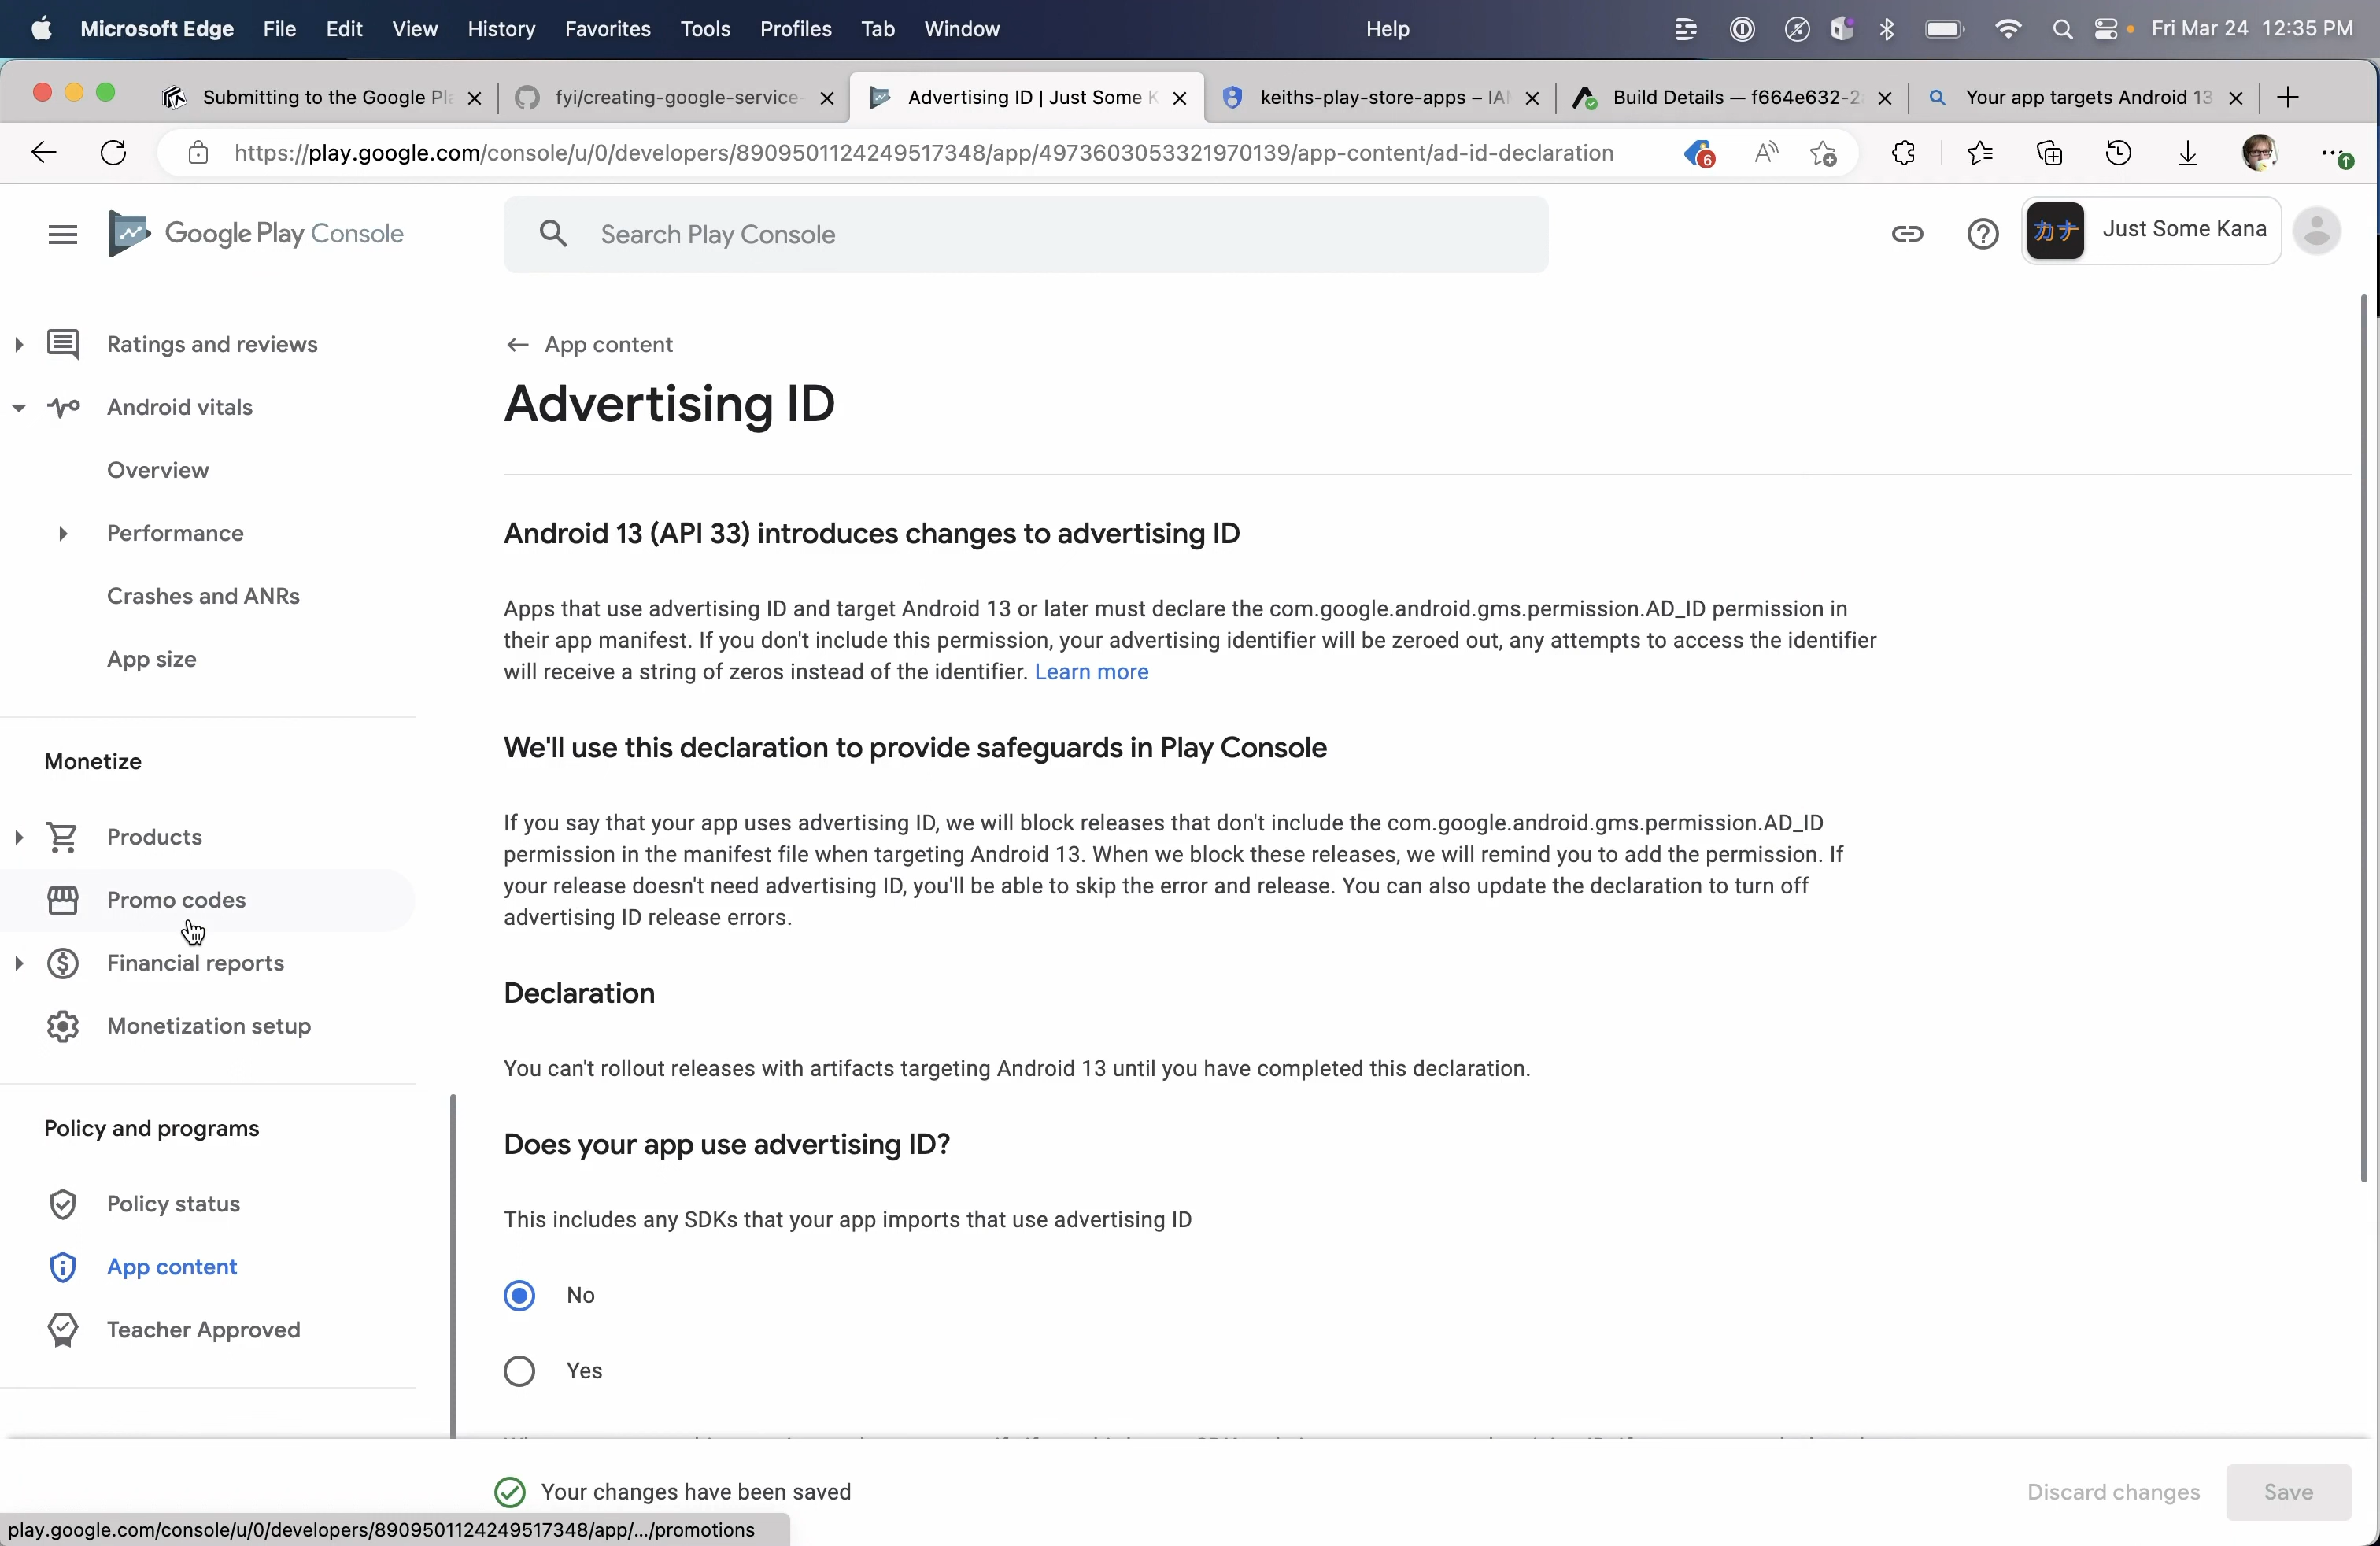 Microsoft Edge File Edit View History Favorites Tools Profiles Tab Window Help Fri Mar 24 12:35 PM
Submitting to the Google Pl
fyi/creating-google-service-
Advertising ID | Just Some K
keiths-play-store-apps – IA
Build Details — f664e632-2
Your app targets Android 13
https://play.google.com/console/u/0/developers/8909501124249517348/app/4973603053321970139/app-content/ad-id-declaration
6
Google Play Console
Search Play Console
カナ
Just Some Kana
Ratings and reviews
Android vitals
Overview
Performance
Crashes and ANRs
App size
Monetize
Products
Promo codes
Financial reports
Monetization setup
Policy and programs
Policy status
App content
Teacher Approved
App content
Advertising ID
Android 13 (API 33) introduces changes to advertising ID
Apps that use advertising ID and target Android 13 or later must declare the com.google.android.gms.permission.AD_ID permission in
their app manifest. If you don't include this permission, your advertising identifier will be zeroed out, any attempts to access the identifier
will receive a string of zeros instead of the identifier. Learn more
We'll use this declaration to provide safeguards in Play Console
If you say that your app uses advertising ID, we will block releases that don't include the com.google.android.gms.permission.AD_ID
permission in the manifest file when targeting Android 13. When we block these releases, we will remind you to add the permission. If
your release doesn't need advertising ID, you'll be able to skip the error and release. You can also update the declaration to turn off
advertising ID release errors.
Declaration
You can't rollout releases with artifacts targeting Android 13 until you have completed this declaration.
Does your app use advertising ID?
This includes any SDKs that your app imports that use advertising ID
No
Yes
Your changes have been saved
Discard changes
Save
play.google.com/console/u/0/developers/8909501124249517348/app/.../promotions